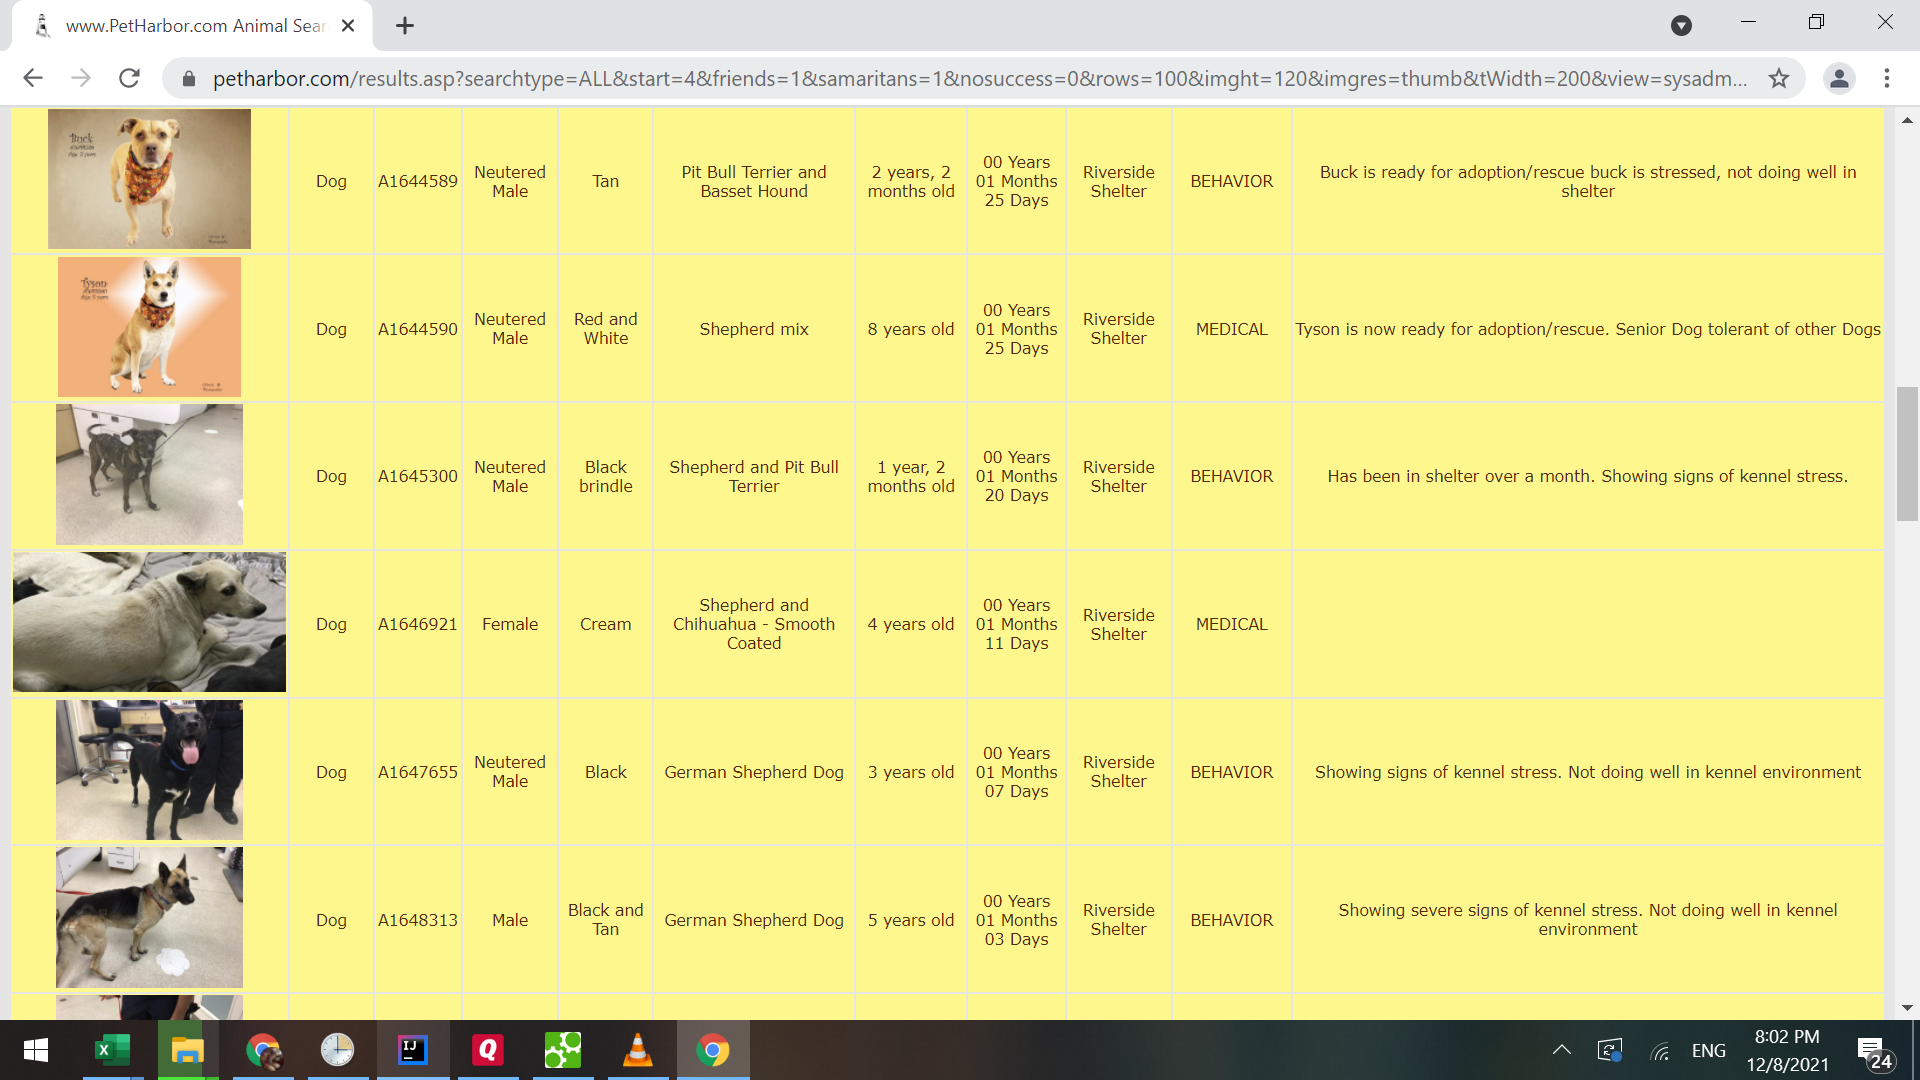 www.PetHarbor.com Animal Sear
petharbor.com/results.asp?searchtype=ALL&start=4&friends=1&samaritans=1&nosuccess=0&rows=100&imght=120&imgres=thumb&tWidth=200&view=sysadm...
Buck
Dog
A1644589
Neutered
Male
Tan
Pit Bull Terrier and
Basset Hound
2 years, 2
months old
00 Years
01 Months
25 Days
Riverside
Shelter
BEHAVIOR
Buck is ready for adoption/rescue buck is stressed, not doing well in
shelter
Tyson
Dog
A1644590
Neutered
Male
Red and
White
Shepherd mix
8 years old
00 Years
01 Months
25 Days
Riverside
Shelter
MEDICAL
Tyson is now ready for adoption/rescue. Senior Dog tolerant of other Dogs
Dog
A1645300
Neutered
Male
Black
brindle
Shepherd and Pit Bull
Terrier
1 year, 2
months old
00 Years
01 Months
20 Days
Riverside
Shelter
BEHAVIOR
Has been in shelter over a month. Showing signs of kennel stress.
Dog
A1646921
Female
Cream
Shepherd and
Chihuahua - Smooth
Coated
4 years old
00 Years
01 Months
11 Days
Riverside
Shelter
MEDICAL
Dog
A1647655
Neutered
Male
Black
German Shepherd Dog
3 years old
00 Years
01 Months
07 Days
Riverside
Shelter
BEHAVIOR
Showing signs of kennel stress. Not doing well in kennel environment
Dog
A1648313
Male
Black and
Tan
German Shepherd Dog
5 years old
00 Years
01 Months
03 Days
Riverside
Shelter
BEHAVIOR
Showing severe signs of kennel stress. Not doing well in kennel
environment
X
IJ
Q
ENG
8:02 PM
12/8/2021
24